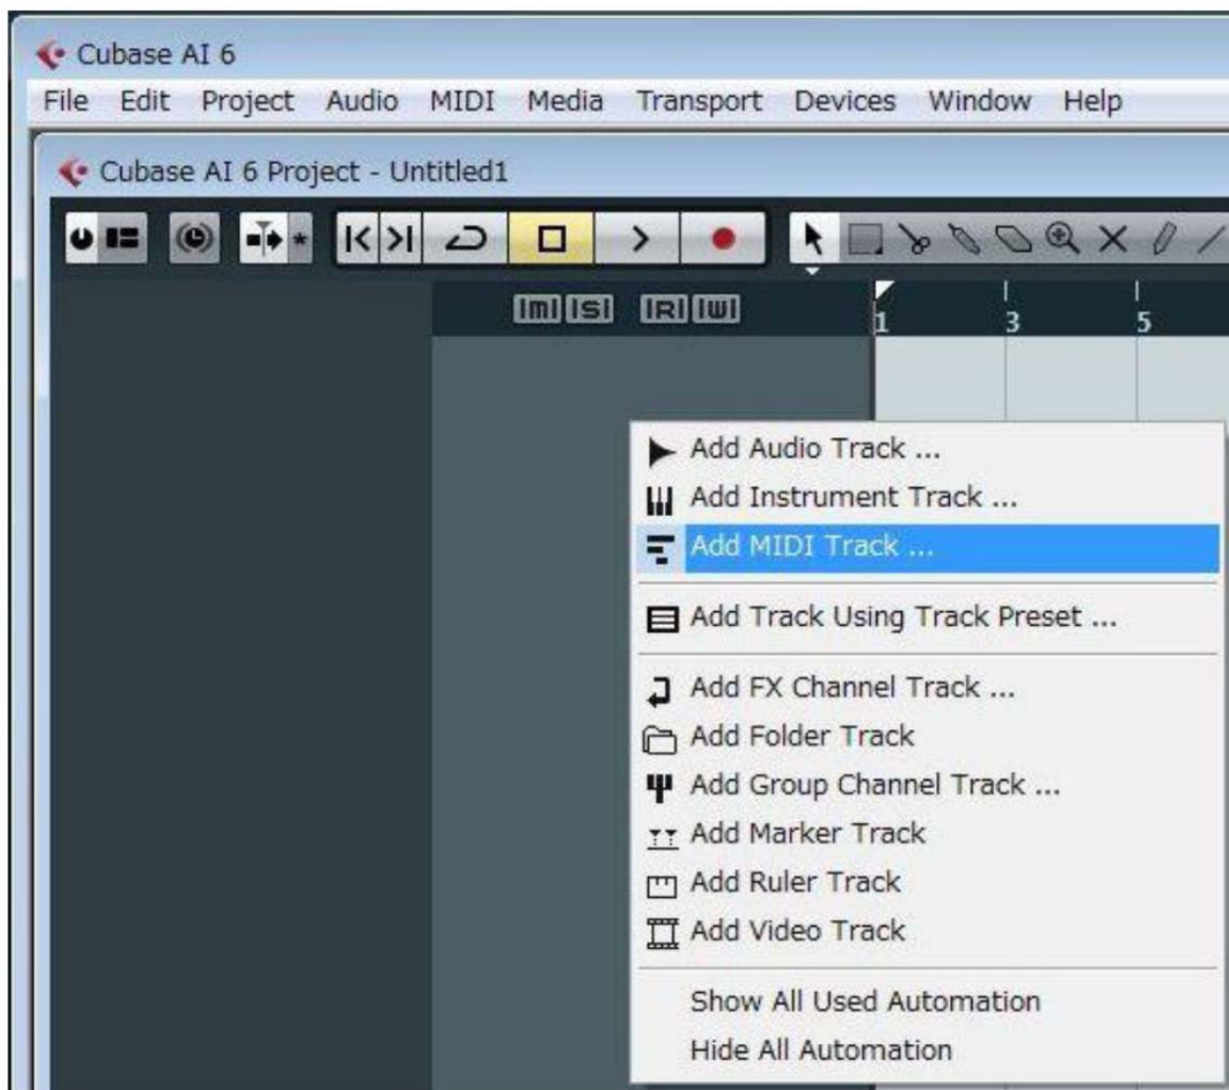 Cubase AI 6
File Edit Project Audio MIDI Media Transport Devices Window Help
Cubase AI 6 Project - Untitled1
m S R W
1 3 5
Add Audio Track ...
Add Instrument Track ...
Add MIDI Track ...
Add Track Using Track Preset ...
Add FX Channel Track ...
Add Folder Track
Add Group Channel Track ...
Add Marker Track
Add Ruler Track
Add Video Track
Show All Used Automation
Hide All Automation